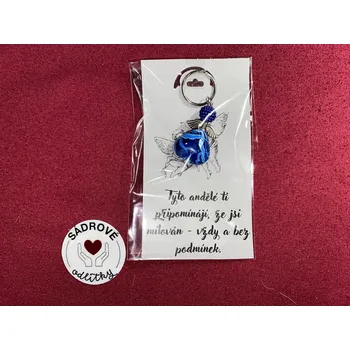 Tyto andělé ti
připomínají, že jsi
milován - vždy a bez
podmínek.
SÁDROVÉ
odlitky